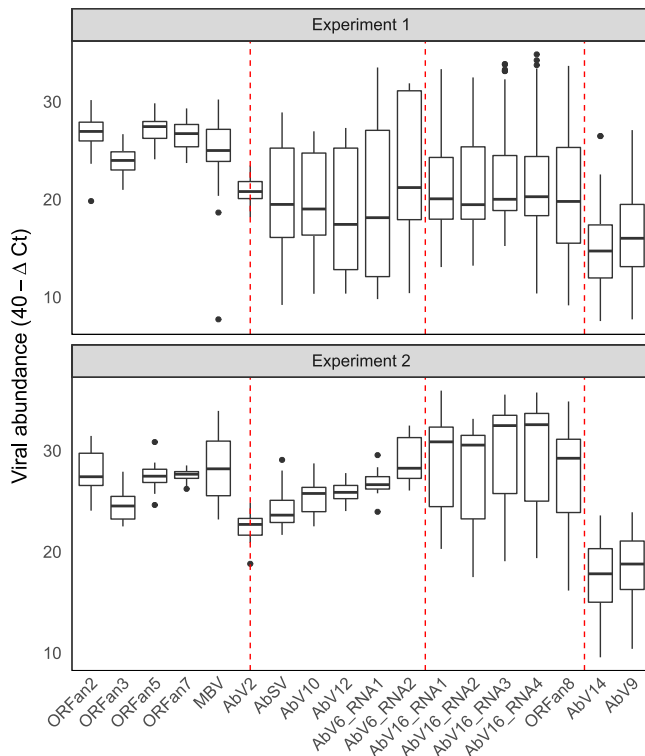 Experiment 1
30
20
10
Viral abundance (40 – Δ Ct)
Experiment 2
30
20
10
ORFan2
ORFan3
ORFan5
ORFan7
MBV
AbV2
AbSV
AbV10
AbV12
AbV6_RNA1
AbV6_RNA2
AbV16_RNA1
AbV16_RNA2
AbV16_RNA3
AbV16_RNA4
ORFan8
AbV14
AbV9